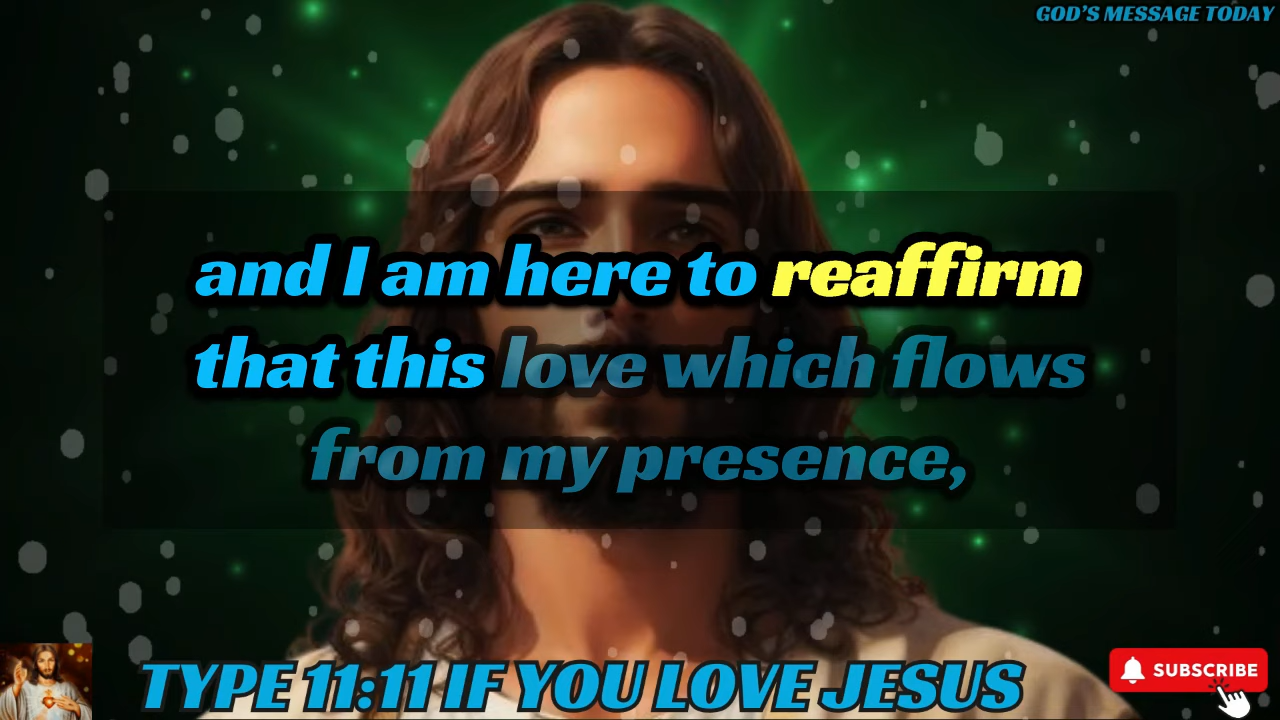 GOD'S MESSAGE TODAY
and I am here to reaffirm
that this love which flows
from my presence,
TYPE 11:11 IF YOU LOVE JESUS
SUBSCRIBE